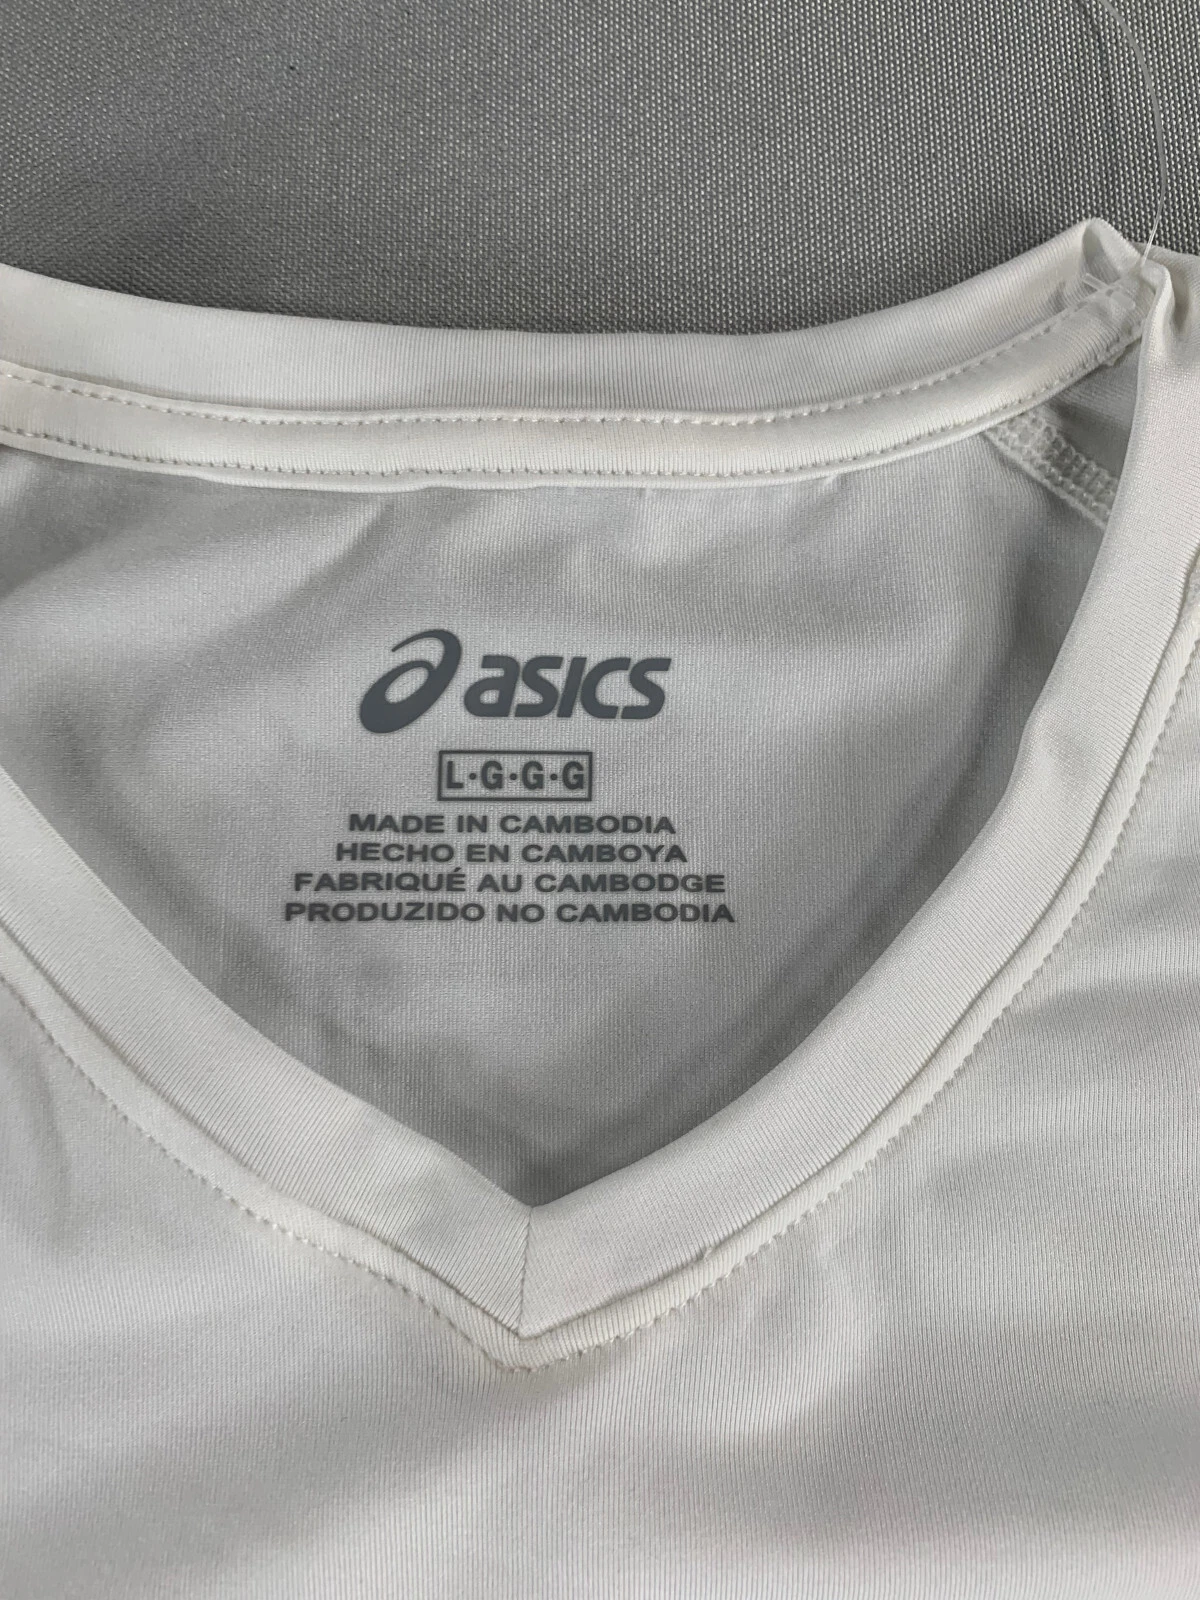 asics
L·G·G·G
MADE IN CAMBODIA
HECHO EN CAMBOYA
FABRIQUÉ AU CAMBODGE
PRODUZIDO NO CAMBODIA